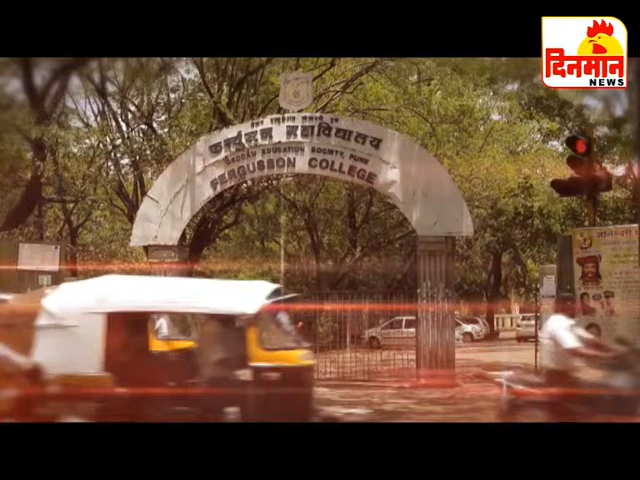 दिनमान
NEWS
फर्ग्युसन महाविद्यालय
DECCAN EDUCATION SOCIETY, PUNE
FERGUSSON COLLEGE